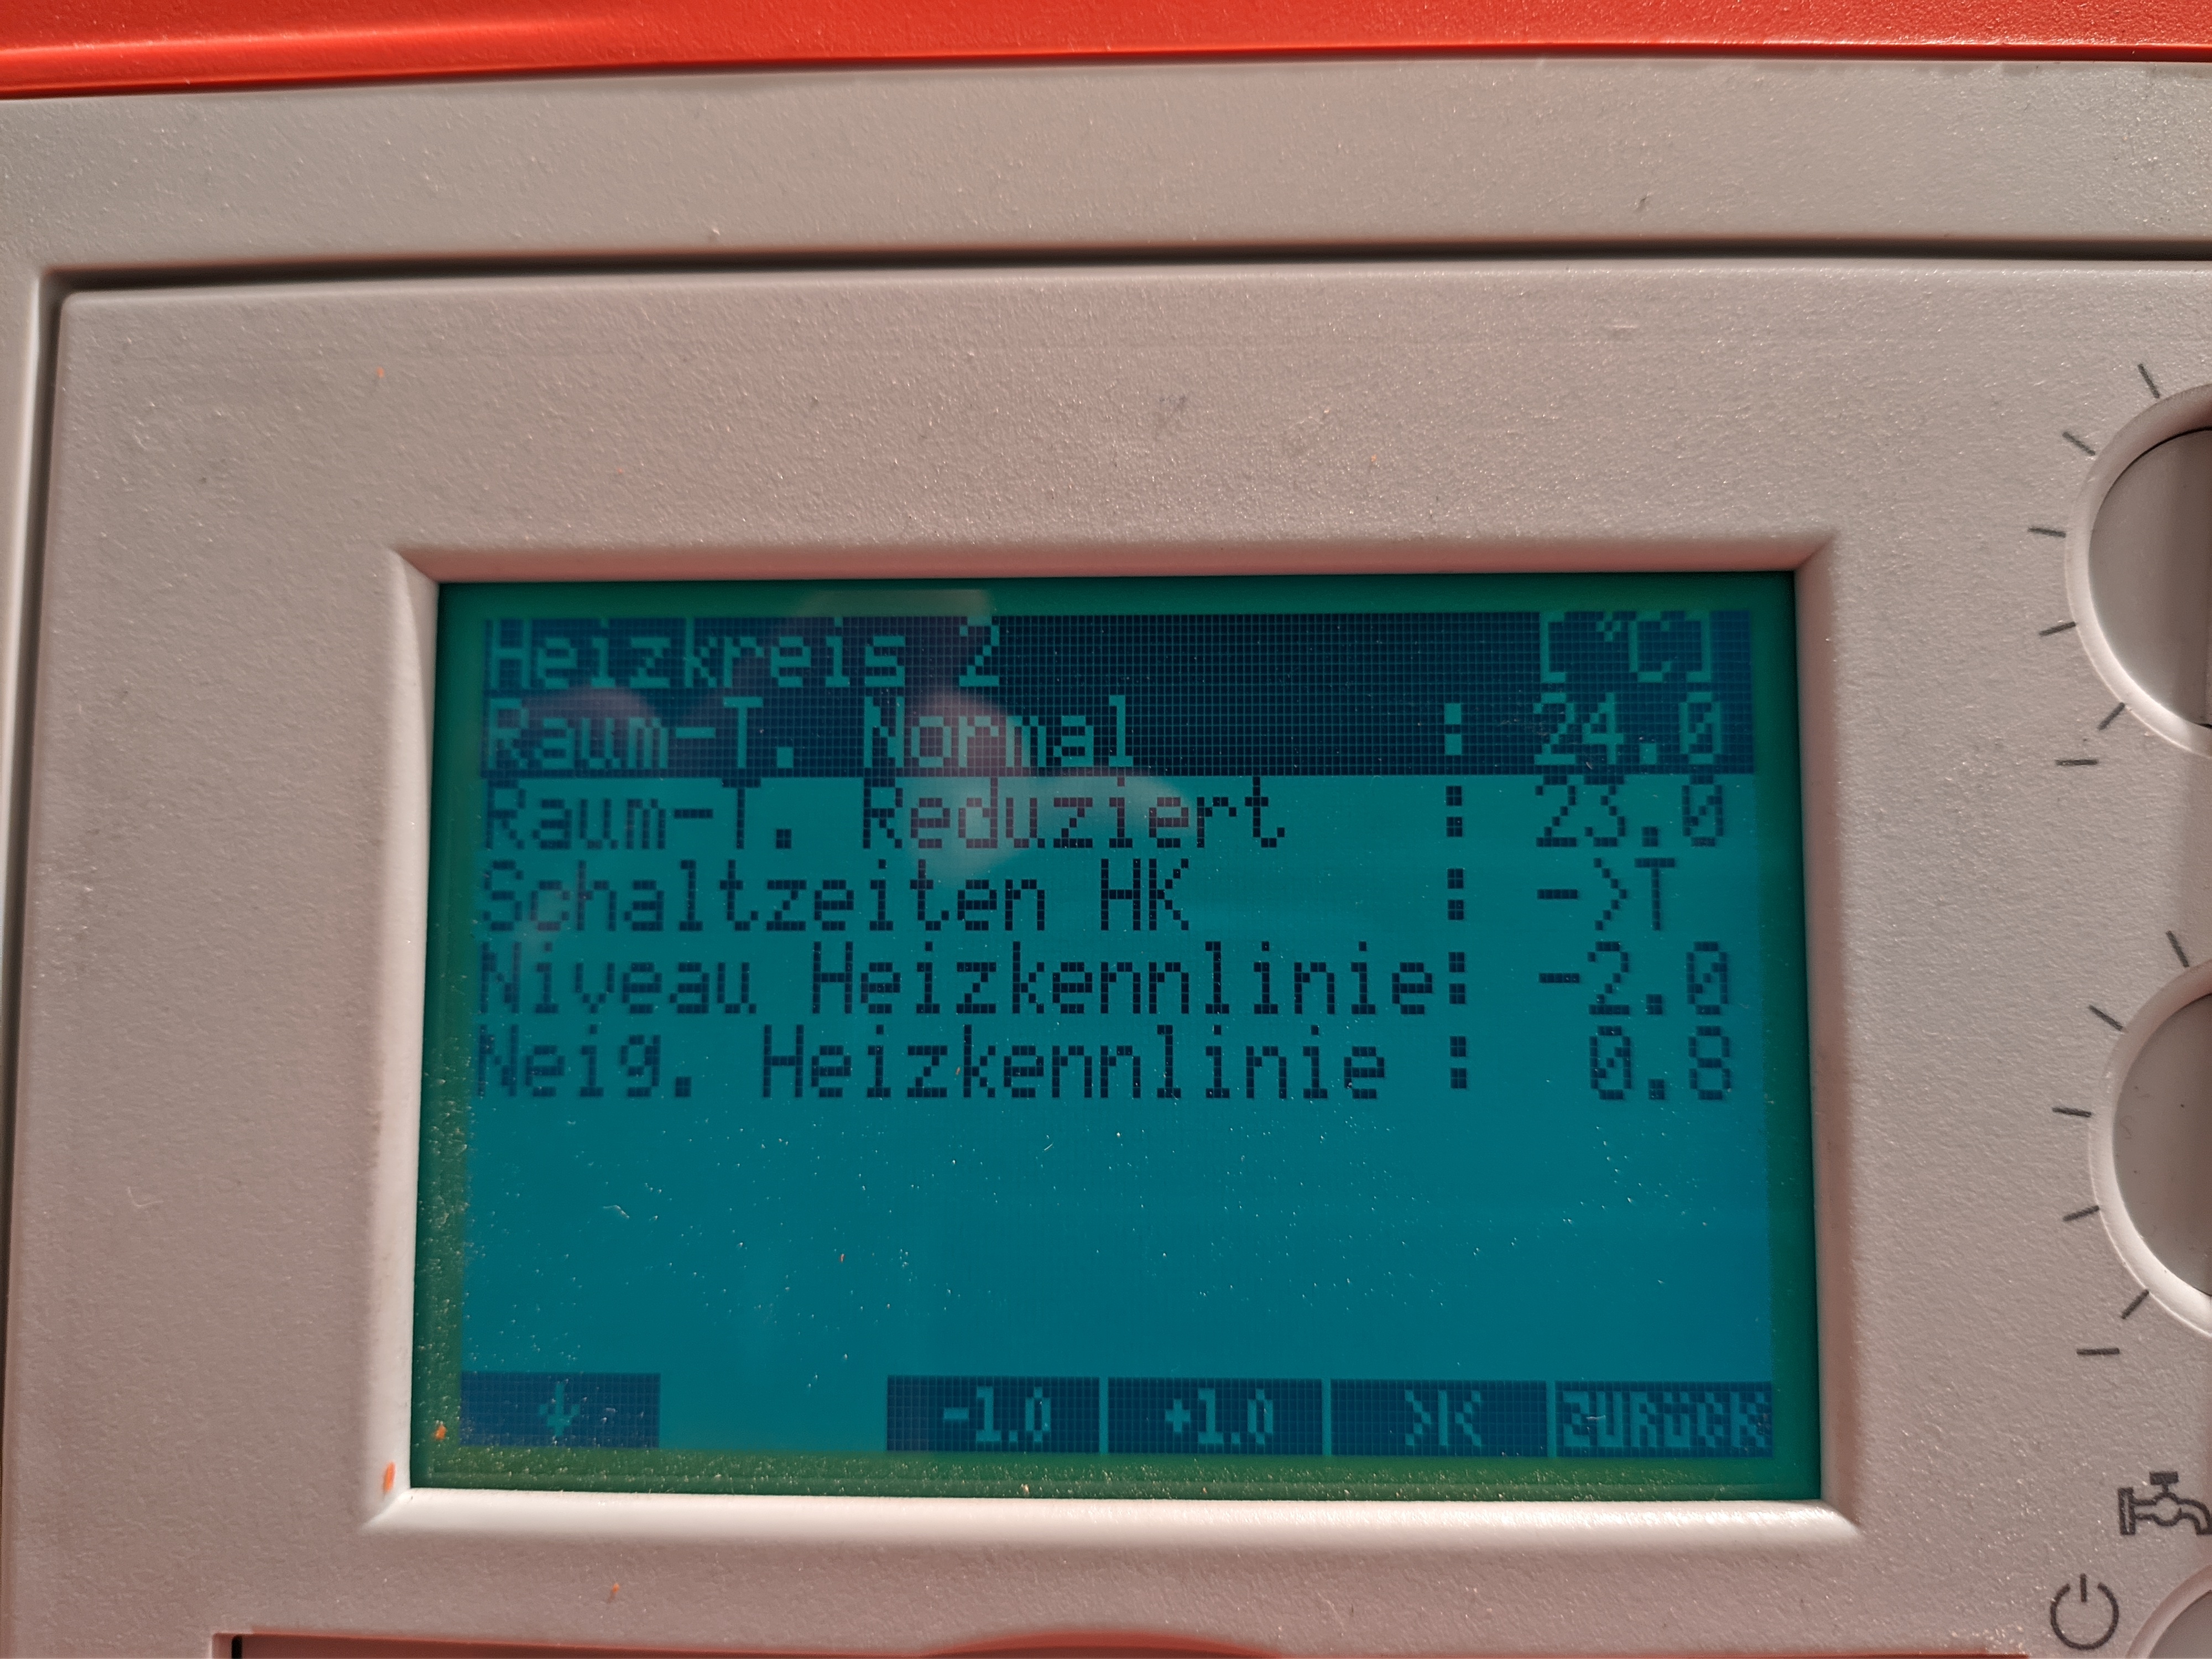 Heizkreis 2 [°C]
Raum-T. Normal : 24.0
Raum-T. Reduziert : 23.0
Schaltzeiten HK : ->T
Niveau Heizkennlinie: -2.0
Neig. Heizkennlinie : 0.8
↓ -1.0 +1.0 >|< ZURÜCK